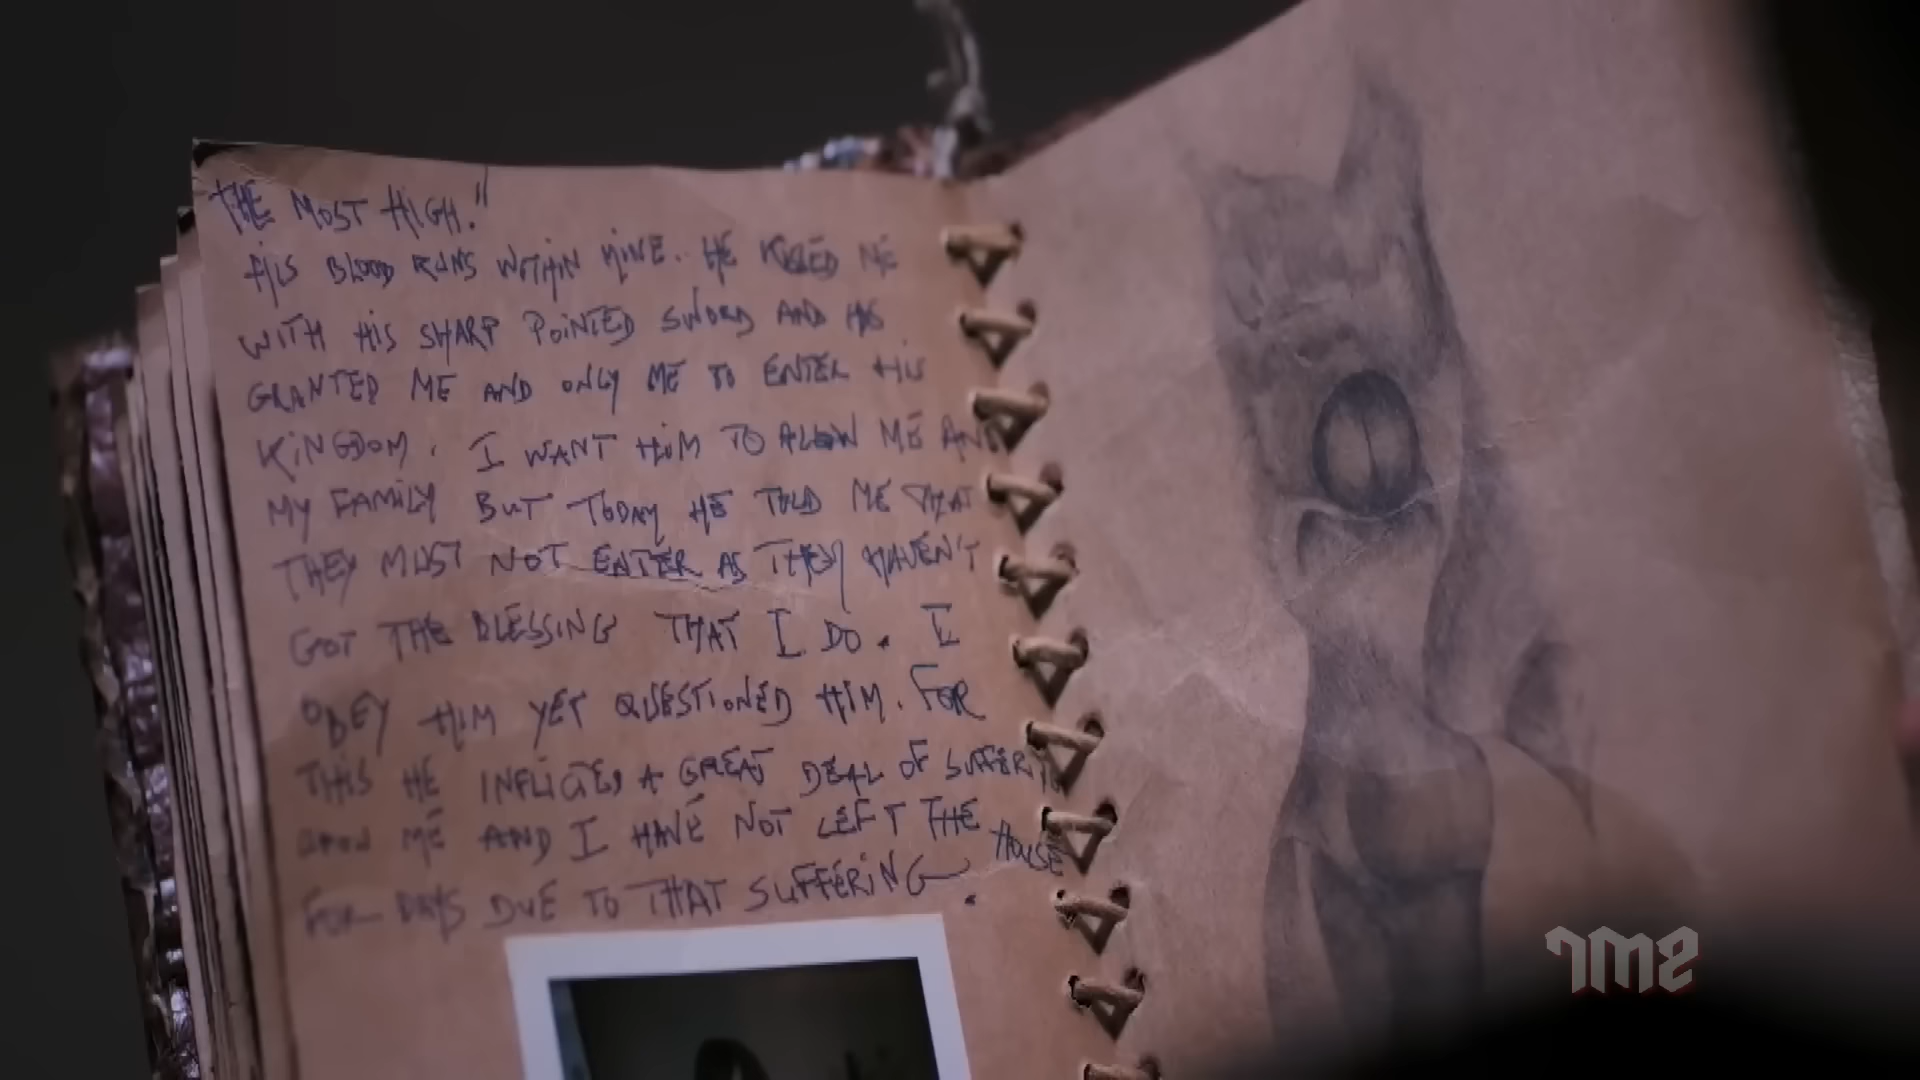 THE MOST HIGH."
HIS BLOOD RUNS WITHIN MINE. HE KISSED ME
WITH HIS SHARP POINTED SWORD AND HAS
GRANTED ME AND ONLY ME TO ENTER HIS
KINGDOM. I WANT HIM TO ALLOW ME AND
MY FAMILY BUT TODAY HE TOLD ME THAT
THEY MUST NOT ENTER AS THEY HAVEN'T
GOT THE BLESSING THAT I DO. I
OBEY HIM YET QUESTIONED HIM. FOR
THIS HE INFLICTED A GREAT DEAL OF SUFFERING
UPON ME AND I HAVE NOT LEFT THE HOUSE
FOR DAYS DUE TO THAT SUFFERING.